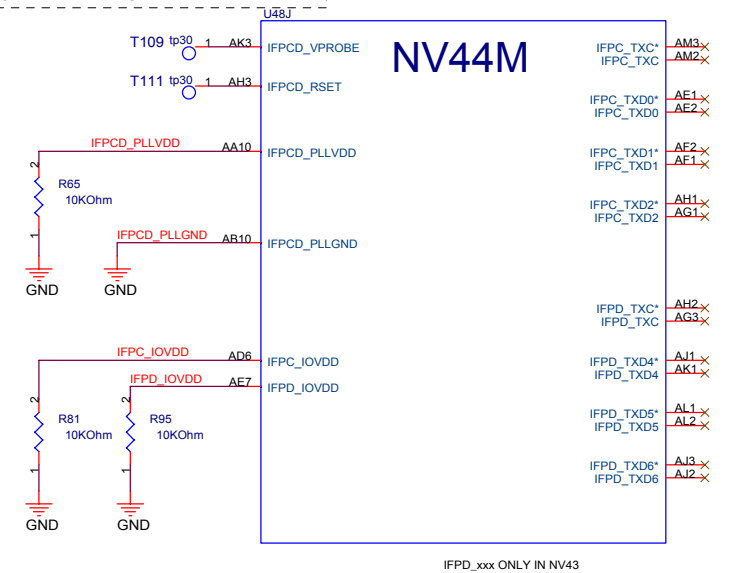 U48J
NV44M
T109 tp30 1 AK3 IFPCD_VPROBE
T111 tp30 1 AH3 IFPCD_RSET
IFPCD_PLLVDD AA10 IFPCD_PLLVDD
2
R65
10KOhm
1
GND
IFPCD_PLLGND AB10 IFPCD_PLLGND
GND
IFPC_IOVDD AD6 IFPC_IOVDD
IFPD_IOVDD AE7 IFPD_IOVDD
2
R81
10KOhm
1
GND
2
R95
10KOhm
1
GND
IFPC_TXC* AM3
IFPC_TXC AM2
IFPC_TXD0* AE1
IFPC_TXD0 AE2
IFPC_TXD1* AF2
IFPC_TXD1 AF1
IFPC_TXD2* AH1
IFPC_TXD2 AG1
IFPD_TXC* AH2
IFPD_TXC AG3
IFPD_TXD4* AJ1
IFPD_TXD4 AK1
IFPD_TXD5* AL1
IFPD_TXD5 AL2
IFPD_TXD6* AJ3
IFPD_TXD6 AJ2
IFPD_xxx ONLY IN NV43